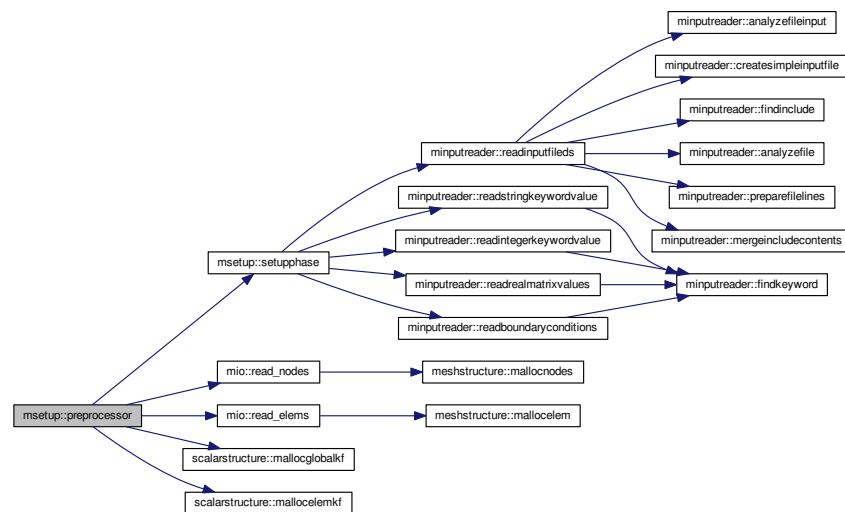 minputreader::analyzefileinput
minputreader::createsimpleinputfile
minputreader::findinclude
minputreader::readinputfileds
minputreader::analyzefile
minputreader::preparefilelines
minputreader::readstringkeywordvalue
minputreader::mergeincludecontents
minputreader::readintegerkeywordvalue
msetup::setupphase
minputreader::readrealmatrixvalues
minputreader::findkeyword
minputreader::readboundaryconditions
mio::read_nodes
meshstructure::mallocnodes
msetup::preprocessor
mio::read_elems
meshstructure::mallocelem
scalarstructure::mallocglobalkf
scalarstructure::mallocelemkf